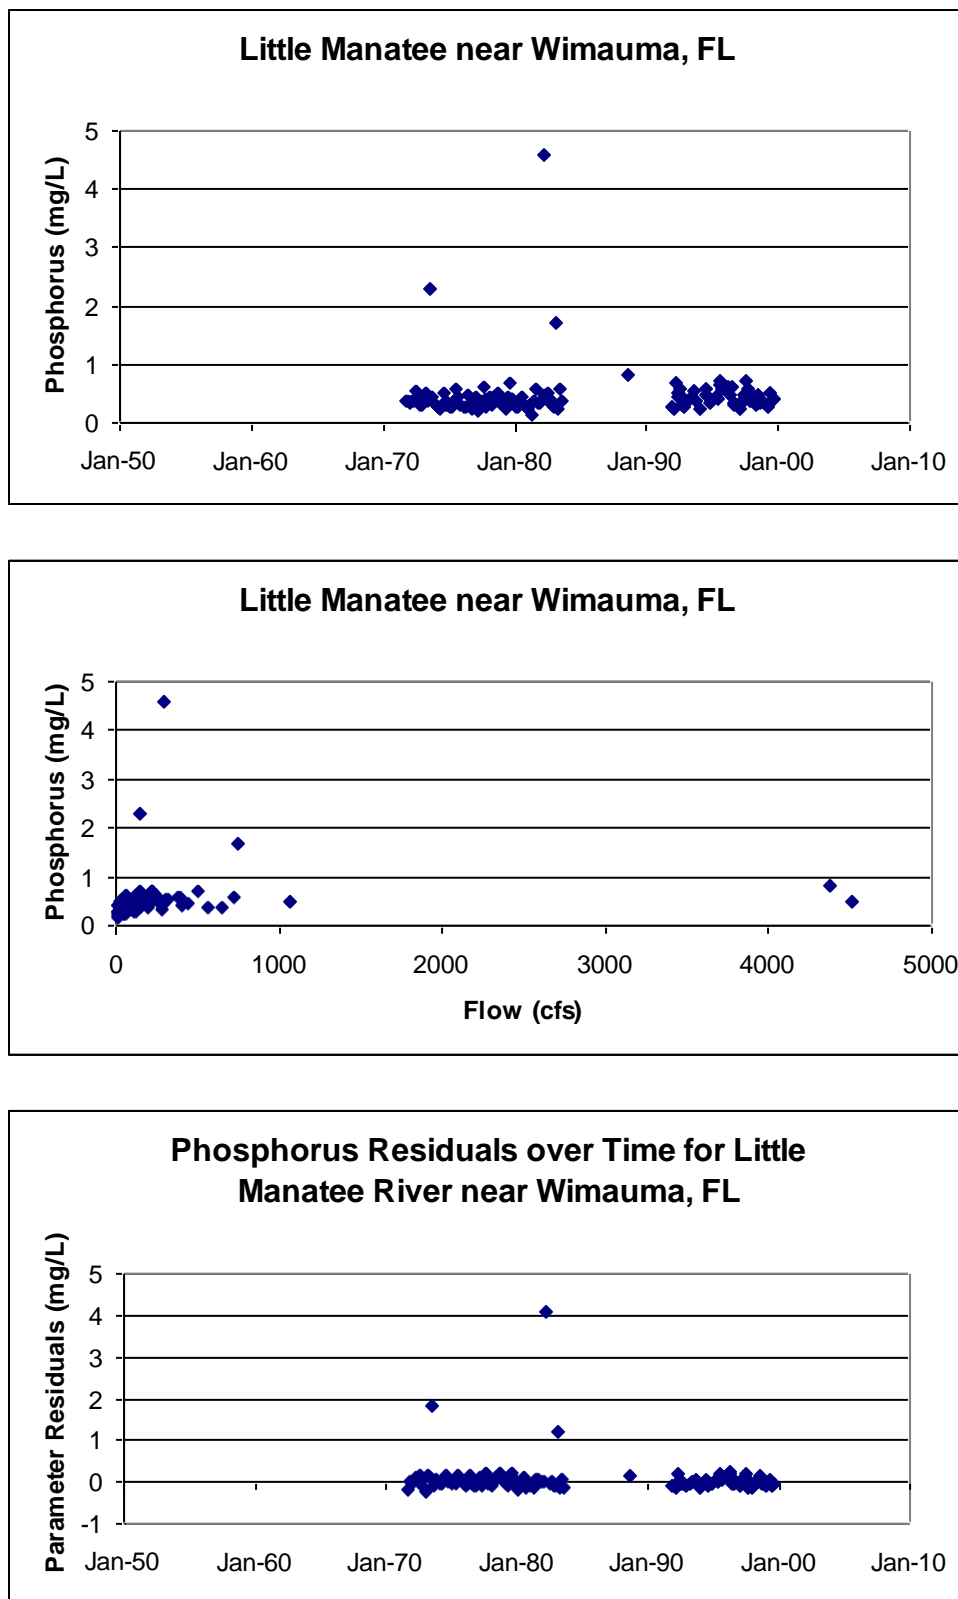 Little Manatee near Wimauma, FL
Phosphorus (mg/L)
5
4
3
2
1
0
Jan-50 Jan-60 Jan-70 Jan-80 Jan-90 Jan-00 Jan-10
Little Manatee near Wimauma, FL
Phosphorus (mg/L)
5
4
3
2
1
0
0 1000 2000 3000 4000 5000
Flow (cfs)
Phosphorus Residuals over Time for Little
Manatee River near Wimauma, FL
Parameter Residuals (mg/L)
5
4
3
2
1
0
-1
Jan-50 Jan-60 Jan-70 Jan-80 Jan-90 Jan-00 Jan-10